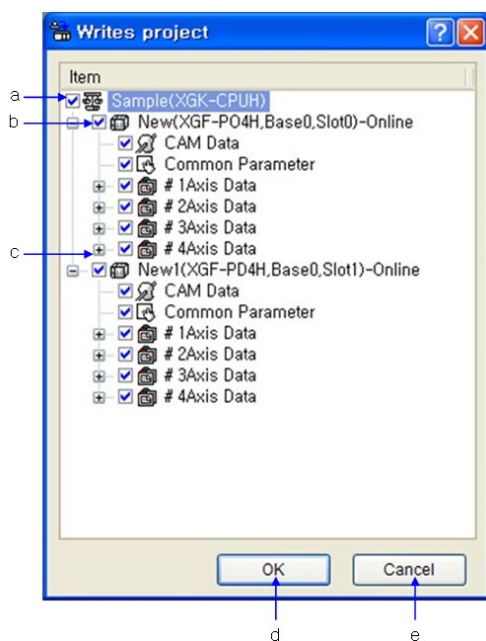 Writes project
Item
a
Sample(XGK-CPUH)
b
New(XGF-PO4H,Base0,Slot0)-Online
CAM Data
Common Parameter
# 1Axis Data
# 2Axis Data
# 3Axis Data
c
# 4Axis Data
New1(XGF-PD4H,Base0,Slot1)-Online
CAM Data
Common Parameter
# 1Axis Data
# 2Axis Data
# 3Axis Data
# 4Axis Data
OK
Cancel
d
e